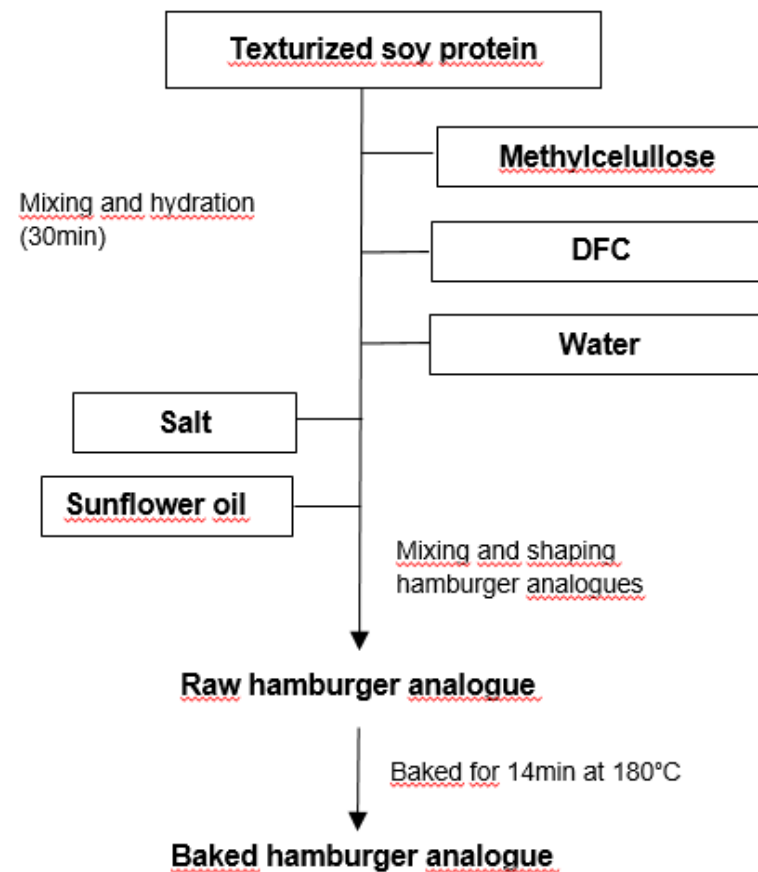 Texturized soy protein
Methylcelullose
Mixing and hydration
(30min)
DFC
Water
Salt
Sunflower oil
Mixing and shaping
hamburger analogues
Raw hamburger analogue
Baked for 14min at 180ºC
Baked hamburger analogue